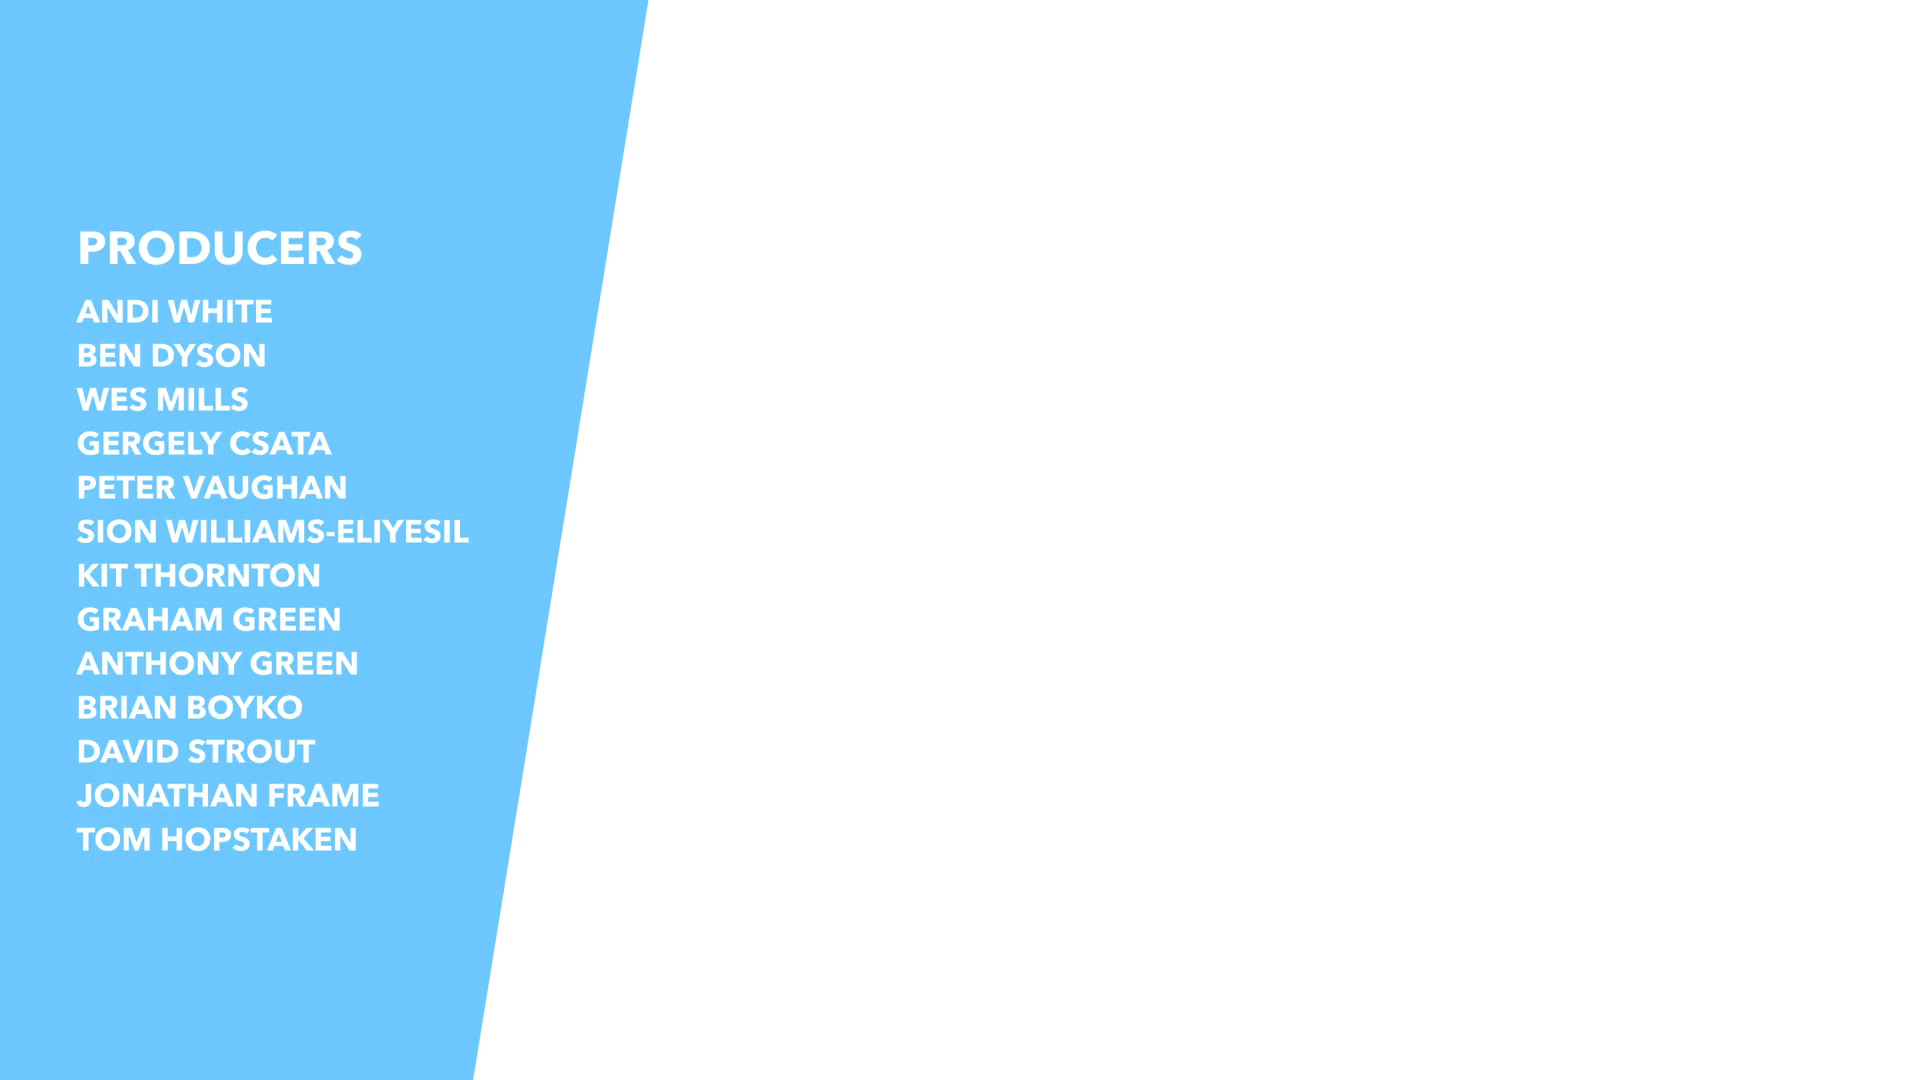 PRODUCERS
ANDI WHITE
BEN DYSON
WES MILLS
GERGELY CSATA
PETER VAUGHAN
SION WILLIAMS-ELIYESIL
KIT THORNTON
GRAHAM GREEN
ANTHONY GREEN
BRIAN BOYKO
DAVID STROUT
JONATHAN FRAME
TOM HOPSTAKEN